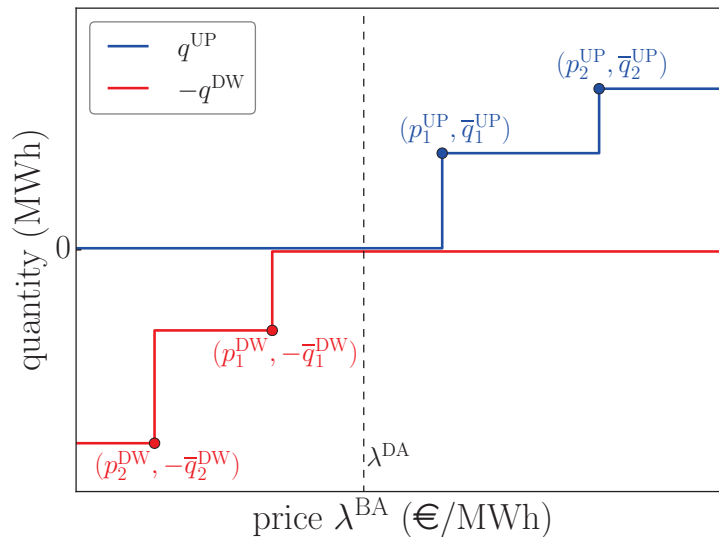 q^UP
−q^DW
(p_2^UP, q̅_2^UP)
(p_1^UP, q̅_1^UP)
quantity (MWh)
0
(p_1^DW, −q̅_1^DW)
(p_2^DW, −q̅_2^DW)
λ^DA
price λ^BA (€/MWh)